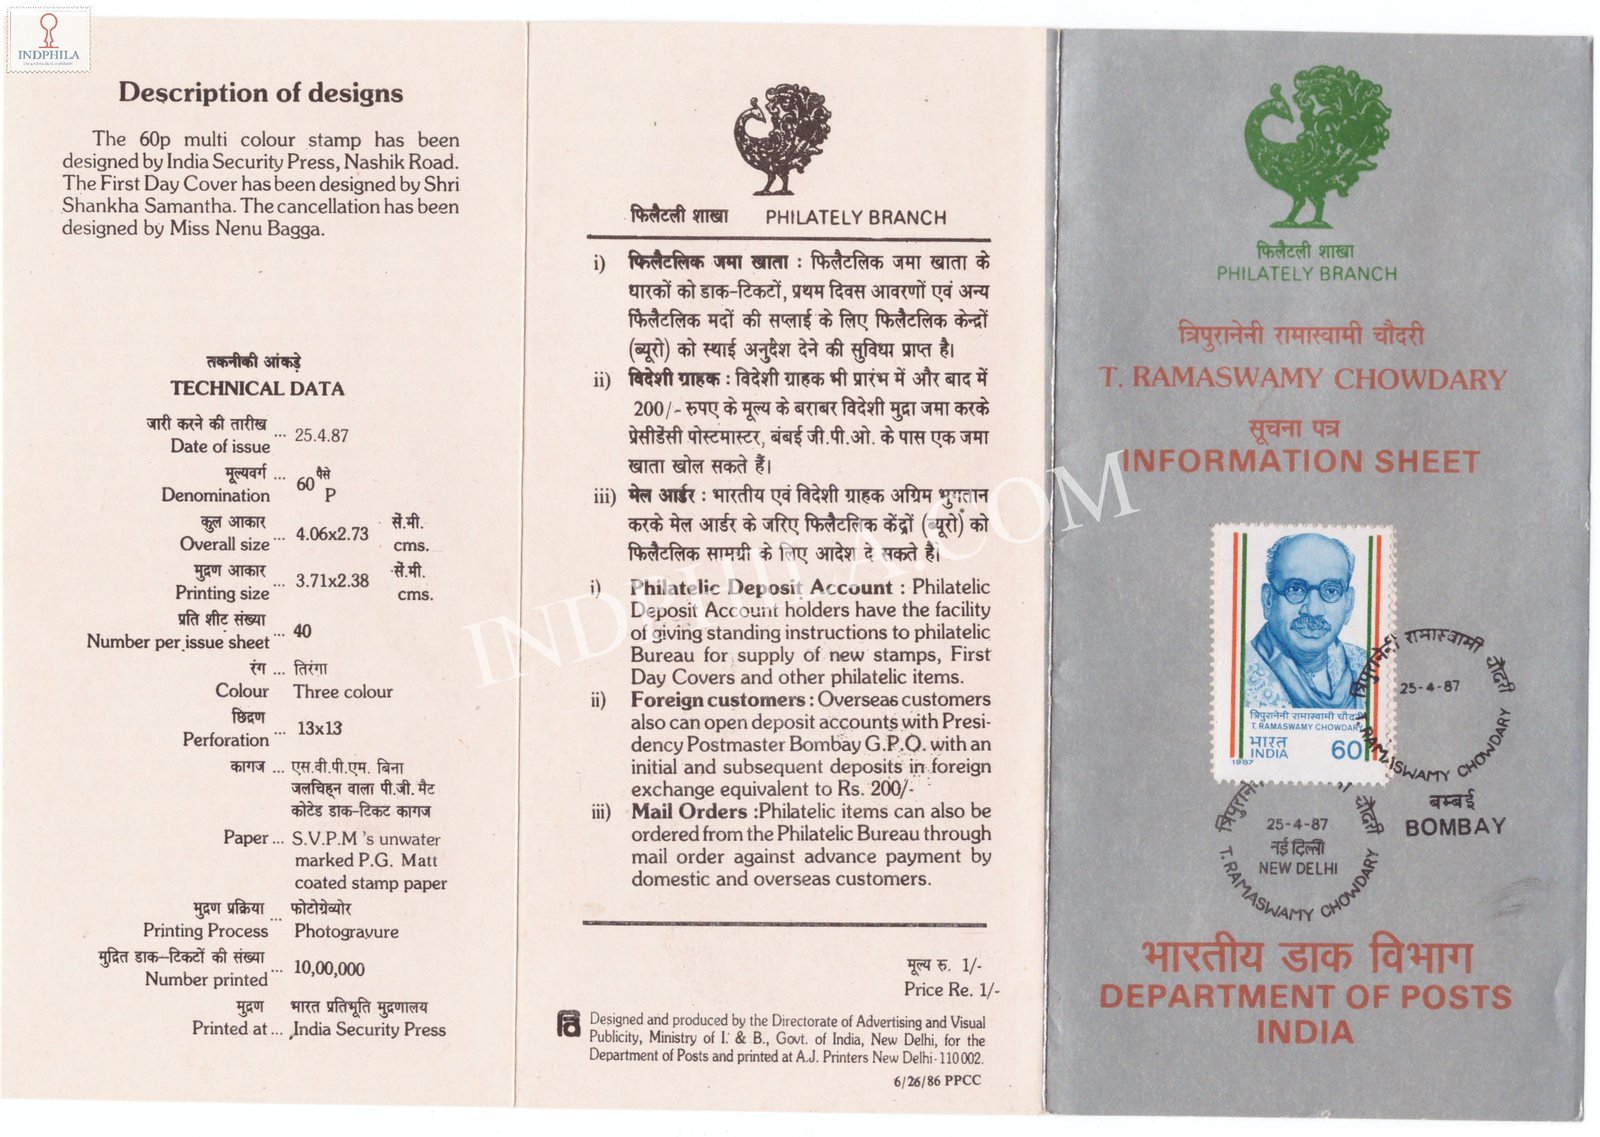 INDPHILA
Description of designs
The 60p multi colour stamp has been
designed by India Security Press, Nashik Road.
The First Day Cover has been designed by Shri
Shankha Samantha. The cancellation has been
designed by Miss Nenu Bagga.
तकनीकी आंकड़े
TECHNICAL DATA
जारी करने की तारीख
Date of issue ... 25.4.87
मूल्यवर्ग ... 60 पैसे
Denomination P
कुल आकार सें.मी.
Overall size ... 4.06x2.73 cms.
मुद्रण आकार सें.मी.
Printing size ... 3.71x2.38 cms.
प्रति शीट संख्या
Number per issue sheet ... 40
रंग ... तिरंगा
Colour Three colour
छिद्रण
Perforation ... 13x13
कागज ... एस.वी.पी.एम. बिना
जलचिह्न वाला पी.जी. मैट
कोटेड डाक-टिकट कागज
Paper ... S.V.P.M 's unwater
marked P.G. Matt
coated stamp paper
मुद्रण प्रक्रिया ... फोटोग्रेव्योर
Printing Process Photogravure
मुद्रित डाक-टिकटों की संख्या
Number printed ... 10,00,000
मुद्रण भारत प्रतिभूति मुद्रणालय
Printed at ... India Security Press
फिलैटली शाखा PHILATELY BRANCH
i) फिलैटलिक जमा खाता : फिलैटलिक जमा खाता के
धारकों को डाक-टिकटों, प्रथम दिवस आवरणों एवं अन्य
फिलैटलिक मदों की सप्लाई के लिए फिलैटलिक केन्द्रों
(ब्यूरो) को स्थाई अनुदेश देने की सुविधा प्राप्त है।
ii) विदेशी ग्राहक : विदेशी ग्राहक भी प्रारंभ में और बाद में
200/- रुपए के मूल्य के बराबर विदेशी मुद्रा जमा करके
प्रेसीडेंसी पोस्टमास्टर, बंबई जी.पी.ओ. के पास एक जमा
खाता खोल सकते हैं।
iii) मेल आर्डर : भारतीय एवं विदेशी ग्राहक अग्रिम भुगतान
करके मेल आर्डर के जरिए फिलैटलिक केंद्रों (ब्यूरो) को
फिलैटलिक सामग्री के लिए आदेश दे सकते है।
i) Philatelic Deposit Account : Philatelic
Deposit Account holders have the facility
of giving standing instructions to philatelic
Bureau for supply of new stamps, First
Day Covers and other philatelic items.
ii) Foreign customers : Overseas customers
also can open deposit accounts with Presi-
dency Postmaster Bombay G.P.O. with an
initial and subsequent deposits in foreign
exchange equivalent to Rs. 200/-
iii) Mail Orders :Philatelic items can also be
ordered from the Philatelic Bureau through
mail order against advance payment by
domestic and overseas customers.
मूल्य रु. 1/-
Price Re. 1/-
Designed and produced by the Directorate of Advertising and Visual
Publicity, Ministry of I. & B., Govt. of India, New Delhi, for the
Department of Posts and printed at A.J. Printers New Delhi-110 002.
6/26/86 PPCC
फिलैटली शाखा
PHILATELY BRANCH
त्रिपुरानेनी रामास्वामी चौदरी
T. RAMASWAMY CHOWDARY
सूचना पत्र
INFORMATION SHEET
त्रिपुरानेनी रामास्वामी चौदरी
T. RAMASWAMY CHOWDARY
भारत
INDIA 60
1987
त्रिपुरानेनी रामास्वामी चौदरी
25-4-87
T. RAMASWAMY CHOWDARY
बम्बई
BOMBAY
25-4-87
नई दिल्ली
NEW DELHI
T. RAMASWAMY CHOWDARY
भारतीय डाक विभाग
DEPARTMENT OF POSTS
INDIA
INDPHILA.COM